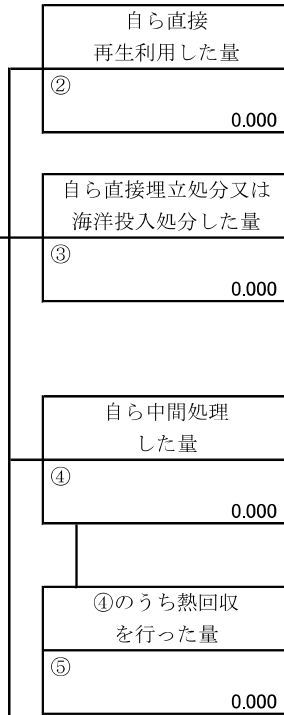 自ら直接
再生利用した量
②
0.000
自ら直接埋立処分又は
海洋投入処分した量
③
0.000
自ら中間処理
した量
④
0.000
④のうち熱回収
を行った量
⑤
0.000